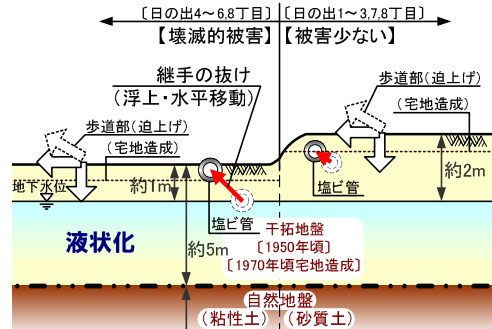 〔日の出4～6,8丁目〕
〔日の出1～3,7,8丁目〕
【壊滅的被害】
【被害少ない】
継手の抜け
（浮上・水平移動）
歩道部（迫上げ）
（宅地造成）
歩道部（迫上げ）
（宅地造成）
地下水位
約1m
約2m
塩ビ管
塩ビ管
干拓地盤
〔1950年頃〕
〔1970年頃宅地造成〕
液状化
約5m
自然地盤
（粘性土）
（砂質土）